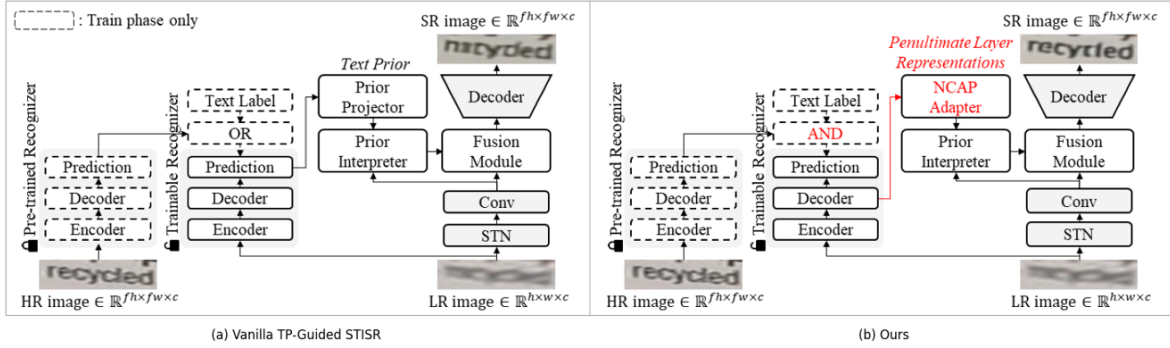 : Train phase only
SR image ∈ ℝ^{fh×fw×c}
Text Prior
Pre-trained Recognizer
Trainable Recognizer
Text Label
OR
Prediction
Decoder
Encoder
Prediction
Decoder
Encoder
Prior Projector
Prior Interpreter
Decoder
Fusion Module
Conv
STN
recycled
HR image ∈ ℝ^{fh×fw×c}
LR image ∈ ℝ^{h×w×c}
(a) Vanilla TP-Guided STISR
SR image ∈ ℝ^{fh×fw×c}
Penultimate Layer
Representations
Pre-trained Recognizer
Trainable Recognizer
Text Label
AND
Prediction
Decoder
Encoder
Prediction
Decoder
Encoder
NCAP
Adapter
Prior
Interpreter
Decoder
Fusion
Module
Conv
STN
recycled
HR image ∈ ℝ^{fh×fw×c}
LR image ∈ ℝ^{h×w×c}
(b) Ours